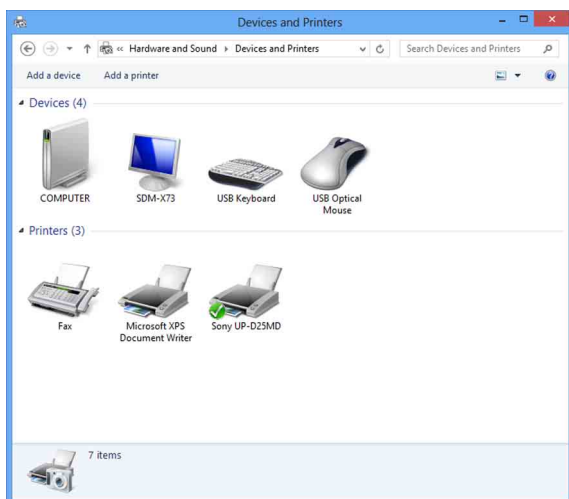 Devices and Printers
« Hardware and Sound Devices and Printers
Search Devices and Printers
Add a device Add a printer
Devices (4)
COMPUTER SDM-X73 USB Keyboard USB Optical
Mouse
Printers (3)
Fax Microsoft XPS Sony UP-D25MD
Document Writer
7 items